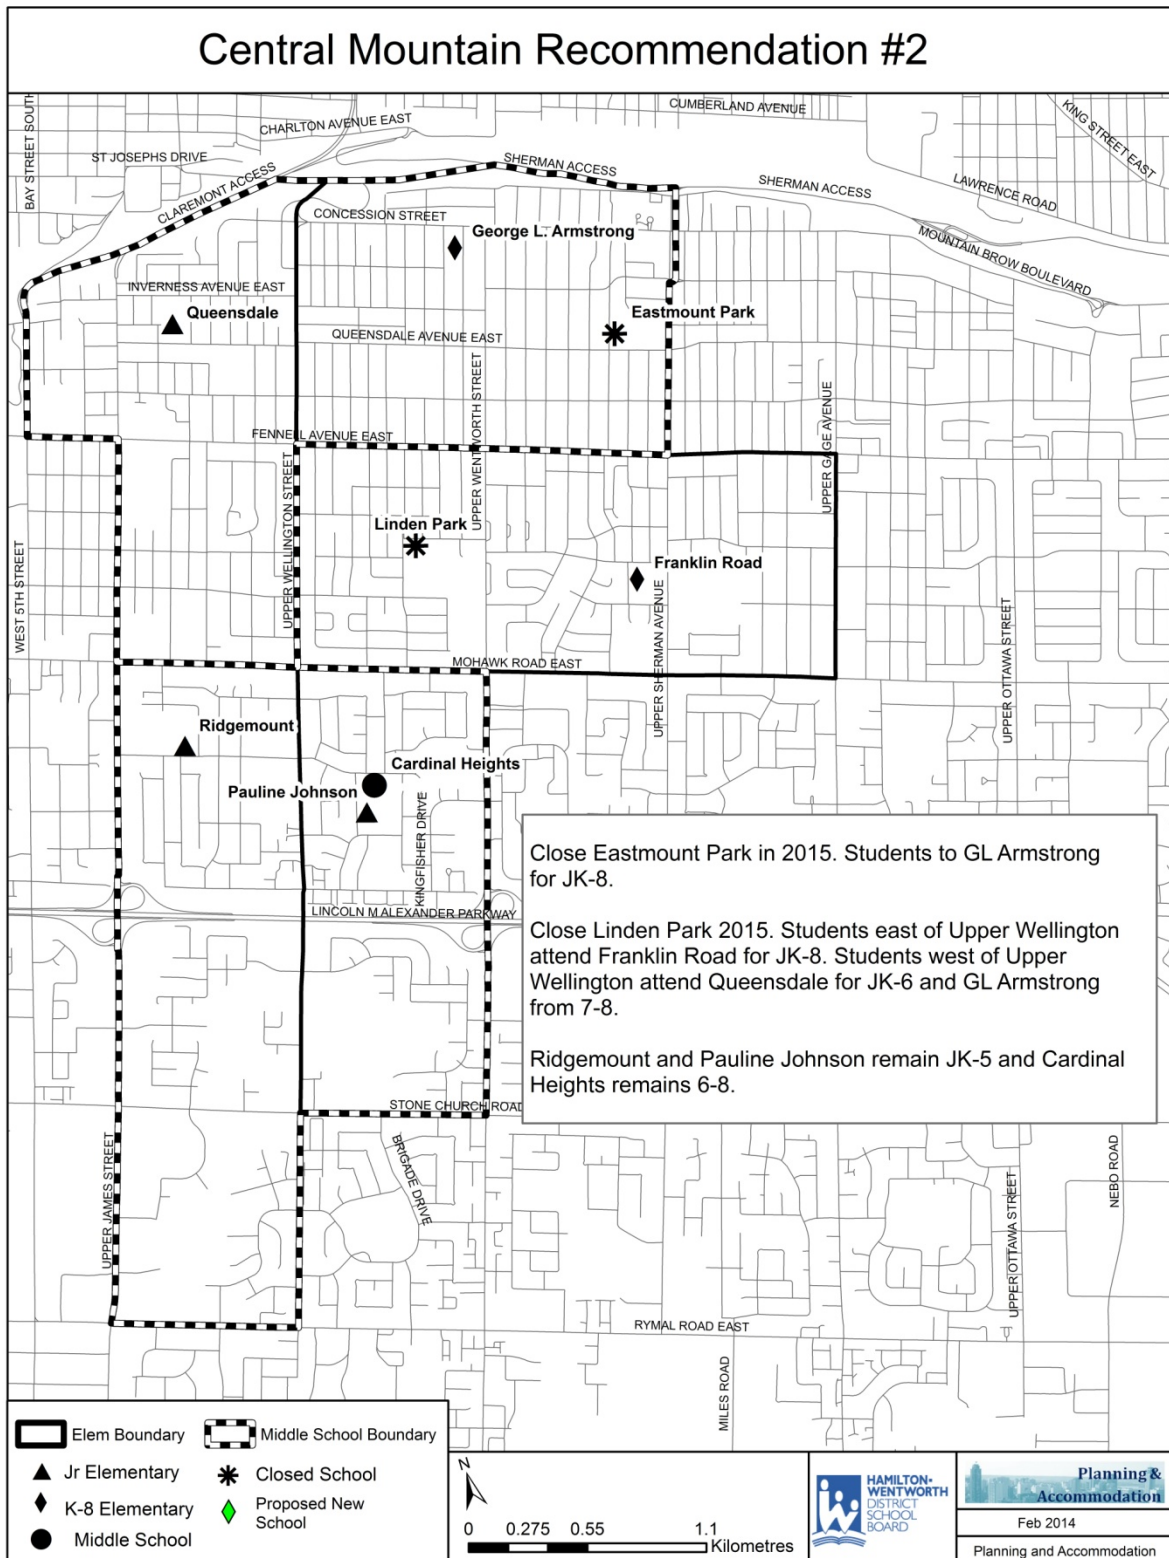 Central Mountain Recommendation #2
CUMBERLAND AVENUE
KING STREET EAST
CHARLTON AVENUE EAST
BAY STREET SOUTH
ST JOSEPHS DRIVE
CLAREMONT ACCESS
SHERMAN ACCESS
SHERMAN ACCESS
LAWRENCE ROAD
CONCESSION STREET
George L. Armstrong
MOUNTAIN BROW BOULEVARD
INVERNESS AVENUE EAST
Queensdale
Eastmount Park
QUEENSDALE AVENUE EAST
UPPER WENTWORTH STREET
UPPER GAGE AVENUE
FENNELL AVENUE EAST
UPPER WELLINGTON STREET
Linden Park
Franklin Road
WEST 5TH STREET
UPPER SHERMAN AVENUE
UPPER OTTAWA STREET
MOHAWK ROAD EAST
Ridgemount
Cardinal Heights
Pauline Johnson
KINGFISHER DRIVE
LINCOLN M ALEXANDER PARKWAY
Close Eastmount Park in 2015. Students to GL Armstrong
for JK-8.
Close Linden Park 2015. Students east of Upper Wellington
attend Franklin Road for JK-8. Students west of Upper
Wellington attend Queensdale for JK-6 and GL Armstrong
from 7-8.
Ridgemount and Pauline Johnson remain JK-5 and Cardinal
Heights remains 6-8.
STONE CHURCH ROAD
BRIGADE DRIVE
UPPER JAMES STREET
NEBO ROAD
UPPER OTTAWA STREET
RYMAL ROAD EAST
MILES ROAD
Elem Boundary
Middle School Boundary
Jr Elementary
Closed School
K-8 Elementary
Proposed New
School
Middle School
N
0 0.275 0.55 1.1
Kilometres
HAMILTON-
WENTWORTH
DISTRICT
SCHOOL
BOARD
Planning &
Accommodation
Feb 2014
Planning and Accommodation